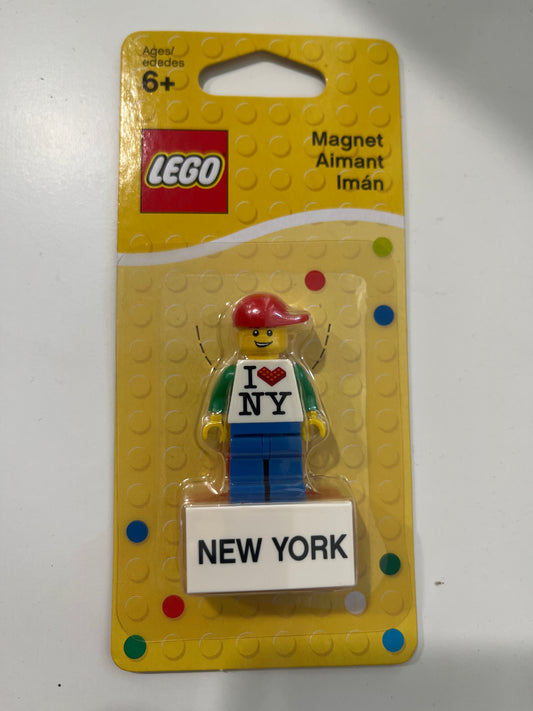 Ages/
edades
6+
LEGO
Magnet
Aimant
Imán
I ❤
NY
NEW YORK